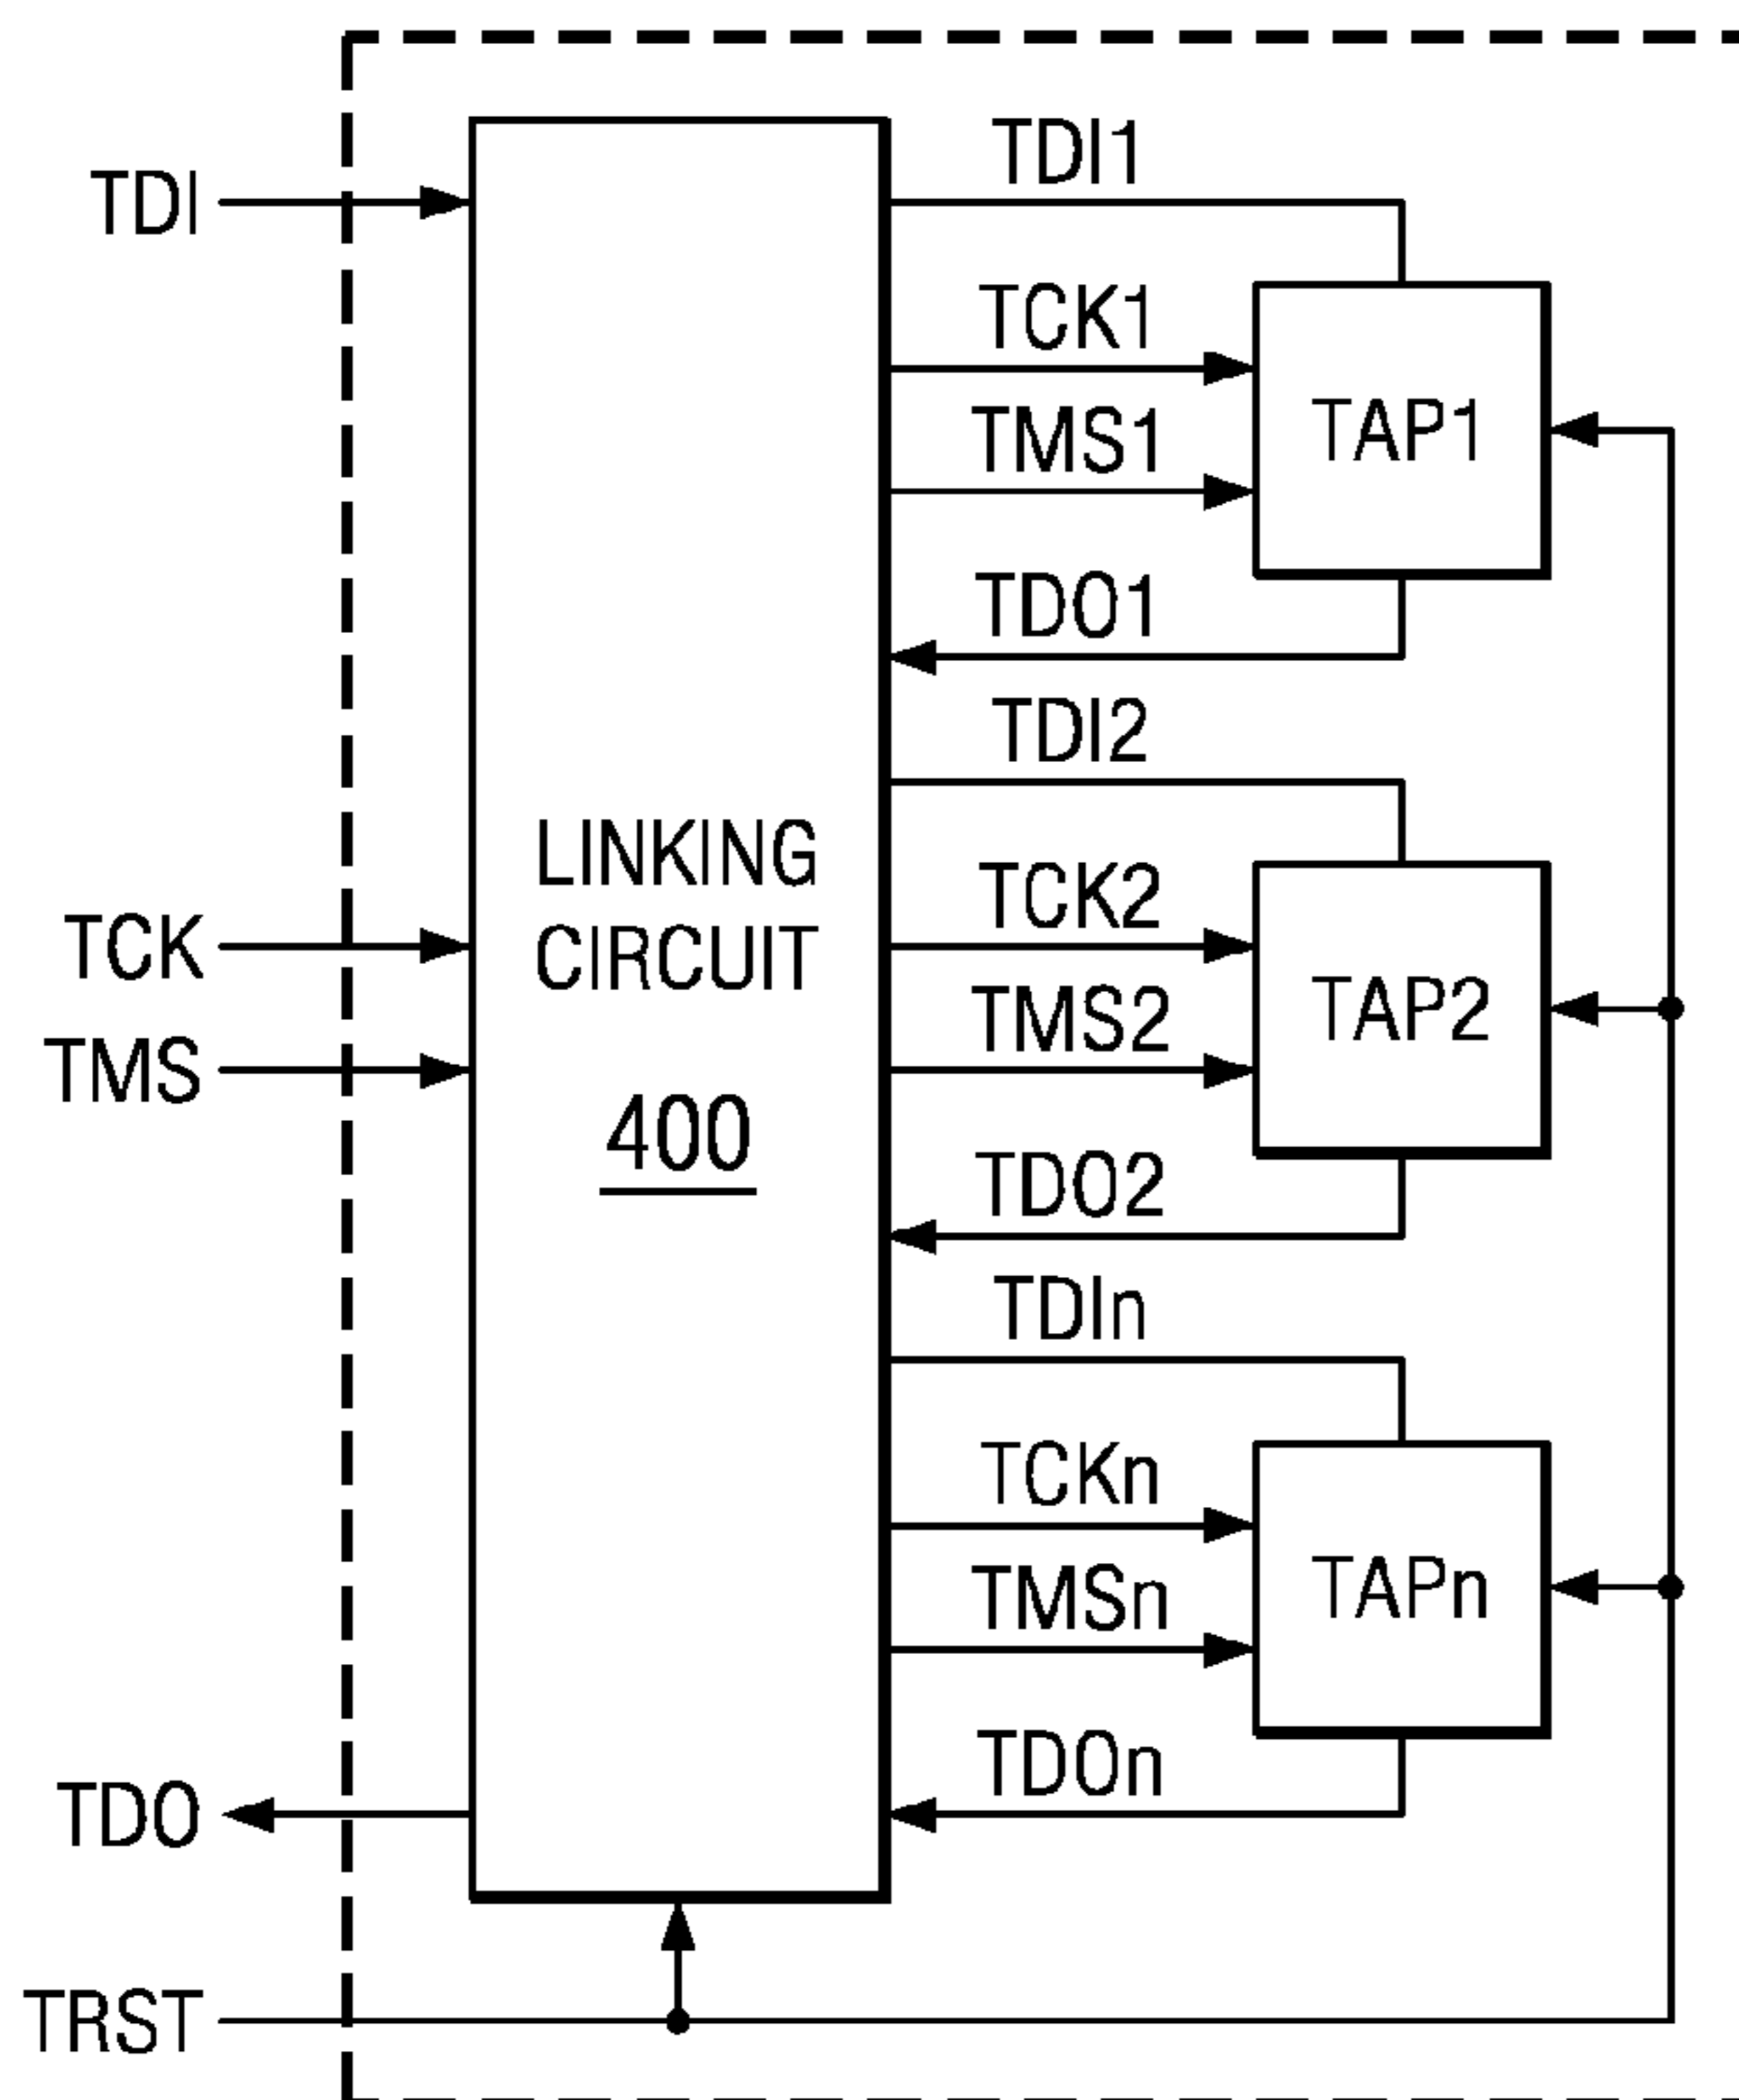 TDI1
TDI
TCK1
TMS1
TAP1
TDO1
TDI2
LINKING
CIRCUIT
400
TCK
TMS
TCK2
TMS2
TAP2
TDO2
TDIn
TCKn
TMSn
TAPn
TDOn
TDO
TRST